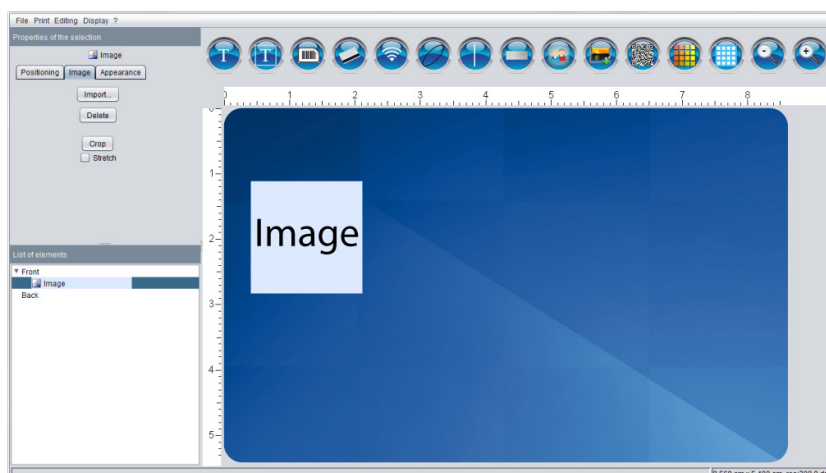 File Print Editing Display ?
Properties of the selection
Image
Positioning Image Appearance
Import...
Delete
Crop
Stretch
List of elements
Front
Image
Back
T T
1 2 3 4 5 6 7 8
0
1
2
3
4
5
Image